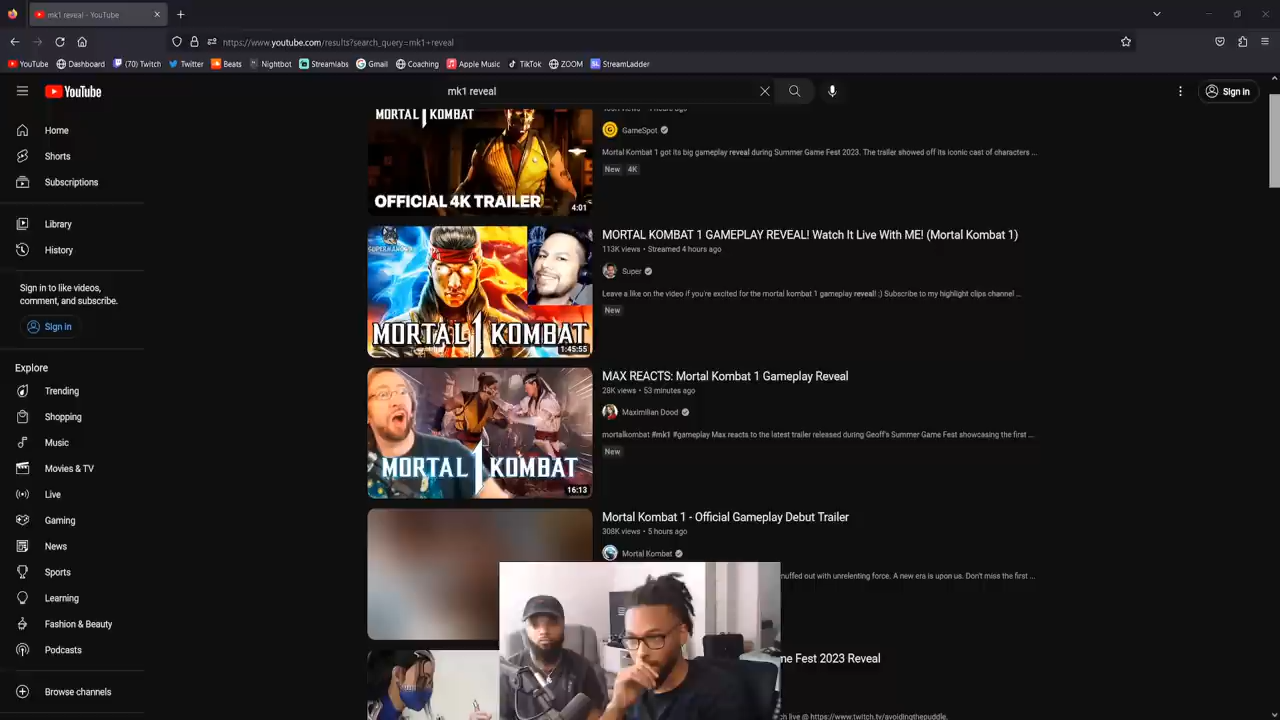 mk1 reveal - YouTube
https://www.youtube.com/results?search_query=mk1+reveal
YouTube
Dashboard
(70) Twitch
Twitter
Beats
Nightbot
Streamlabs
Gmail
Coaching
Apple Music
TikTok
ZOOM
StreamLadder
YouTube
mk1 reveal
Sign in
Home
Shorts
Subscriptions
Library
History
Sign in to like videos,
comment, and subscribe.
Sign in
Explore
Trending
Shopping
Music
Movies & TV
Live
Gaming
News
Sports
Learning
Fashion & Beauty
Podcasts
Browse channels
MORTAL KOMBAT
OFFICIAL 4K TRAILER
4:01
GameSpot
Mortal Kombat 1 got its big gameplay reveal during Summer Game Fest 2023. The trailer showed off its iconic cast of characters ...
New
4K
MORTAL 1 KOMBAT
1:45:55
MORTAL KOMBAT 1 GAMEPLAY REVEAL! Watch It Live With ME! (Mortal Kombat 1)
113K views • Streamed 4 hours ago
Super
Leave a like on the video if you're excited for the mortal kombat 1 gameplay reveal! :) Subscribe to my highlight clips channel ...
New
MORTAL 1 KOMBAT
16:13
MAX REACTS: Mortal Kombat 1 Gameplay Reveal
28K views • 53 minutes ago
Maximilian Dood
mortalkombat #mk1 #gameplay Max reacts to the latest trailer released during Geoff's Summer Game Fest showcasing the first ...
New
Mortal Kombat 1 - Official Gameplay Debut Trailer
308K views • 5 hours ago
Mortal Kombat
nuffed out with unrelenting force. A new era is upon us. Don't miss the first ...
me Fest 2023 Reveal
ch live @ https://www.twitch.tv/avoidingthepuddle.